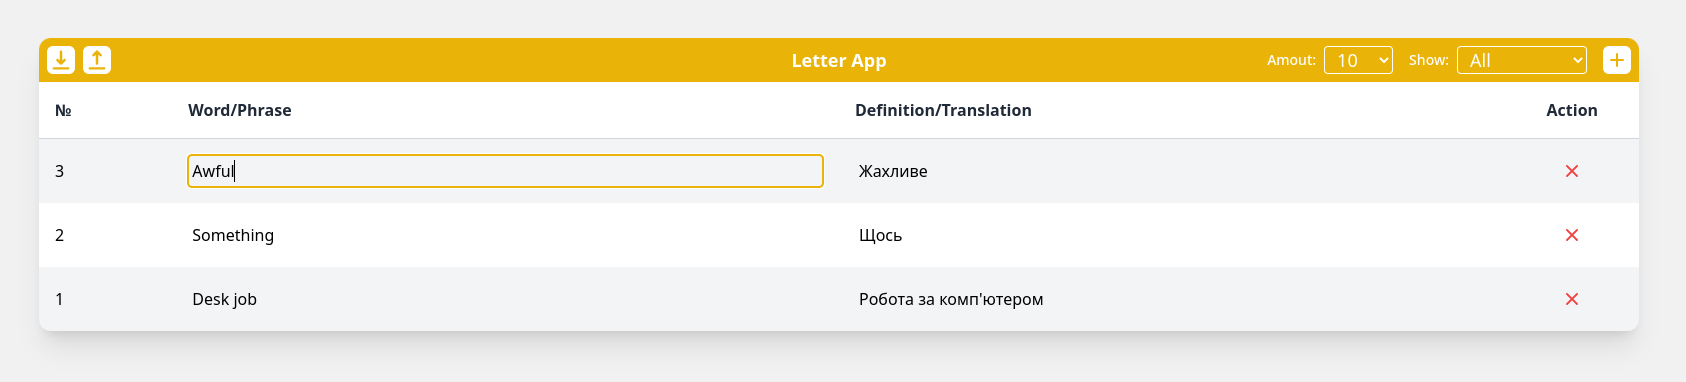 Letter App Amout: 10 Show: All
№ Word/Phrase Definition/Translation Action
3 Awful Жахливе
2 Something Щось
1 Desk job Робота за комп'ютером